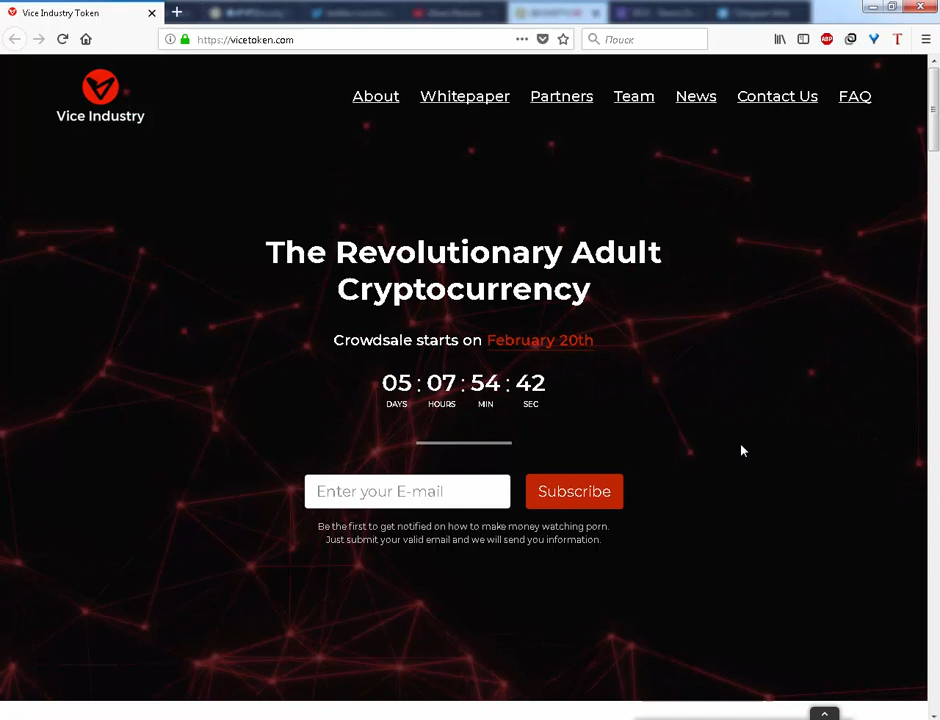 Vice Industry Token
https://vicetoken.com
Поиск
ABP
T
Vice Industry
About
Whitepaper
Partners
Team
News
Contact Us
FAQ
The Revolutionary Adult
Cryptocurrency
Crowdsale starts on February 20th
05 : 07 : 54 : 42
DAYS HOURS MIN SEC
Enter your E-mail
Subscribe
Be the first to get notified on how to make money watching porn.
Just submit your valid email and we will send you information.